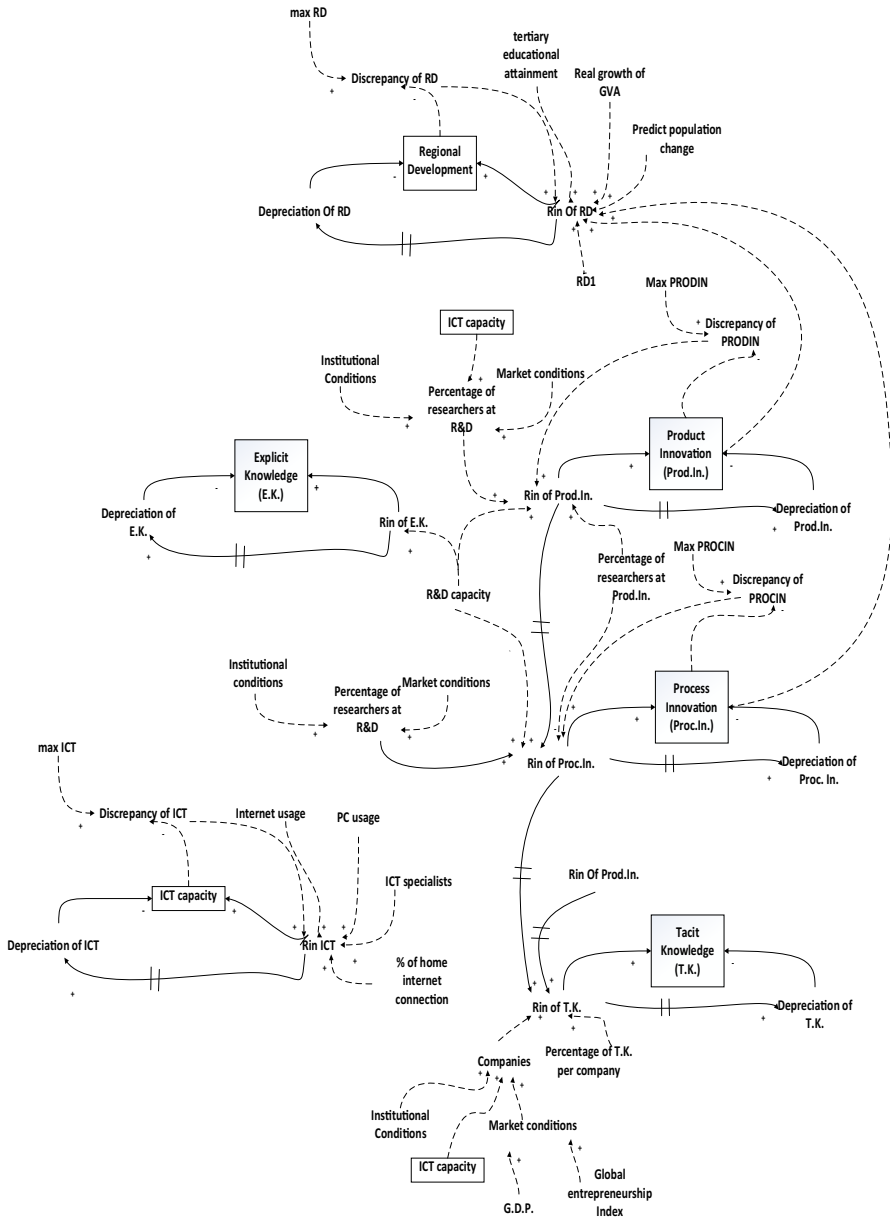 max RD
tertiary
educational
attainment
Discrepancy of RD
Real growth of
GVA
Predict population
change
Regional
Development
Depreciation Of RD
Rin Of RD
RD1
Max PRODIN
ICT capacity
Discrepancy of
PRODIN
Institutional
Conditions
Market conditions
Percentage of
researchers at
R&D
Product
Innovation
(Prod.In.)
Explicit
Knowledge
(E.K.)
Depreciation of
E.K.
Rin of E.K.
Rin of Prod.In.
Depreciation of
Prod.In.
R&D capacity
Percentage of
researchers at
Prod.In.
Max PROCIN
Discrepancy of
PROCIN
Institutional
conditions
Percentage of
researchers at
R&D
Market conditions
Process
Innovation
(Proc.In.)
Rin of Proc.In.
Depreciation of
Proc. In.
max ICT
Discrepancy of ICT
Internet usage
PC usage
ICT capacity
ICT specialists
Rin Of Prod.In.
Depreciation of ICT
Rin ICT
% of home
internet
connection
Tacit
Knowledge
(T.K.)
Rin of T.K.
Depreciation of
T.K.
Companies
Percentage of T.K.
per company
Institutional
Conditions
Market conditions
ICT capacity
G.D.P.
Global
entrepreneurship
Index